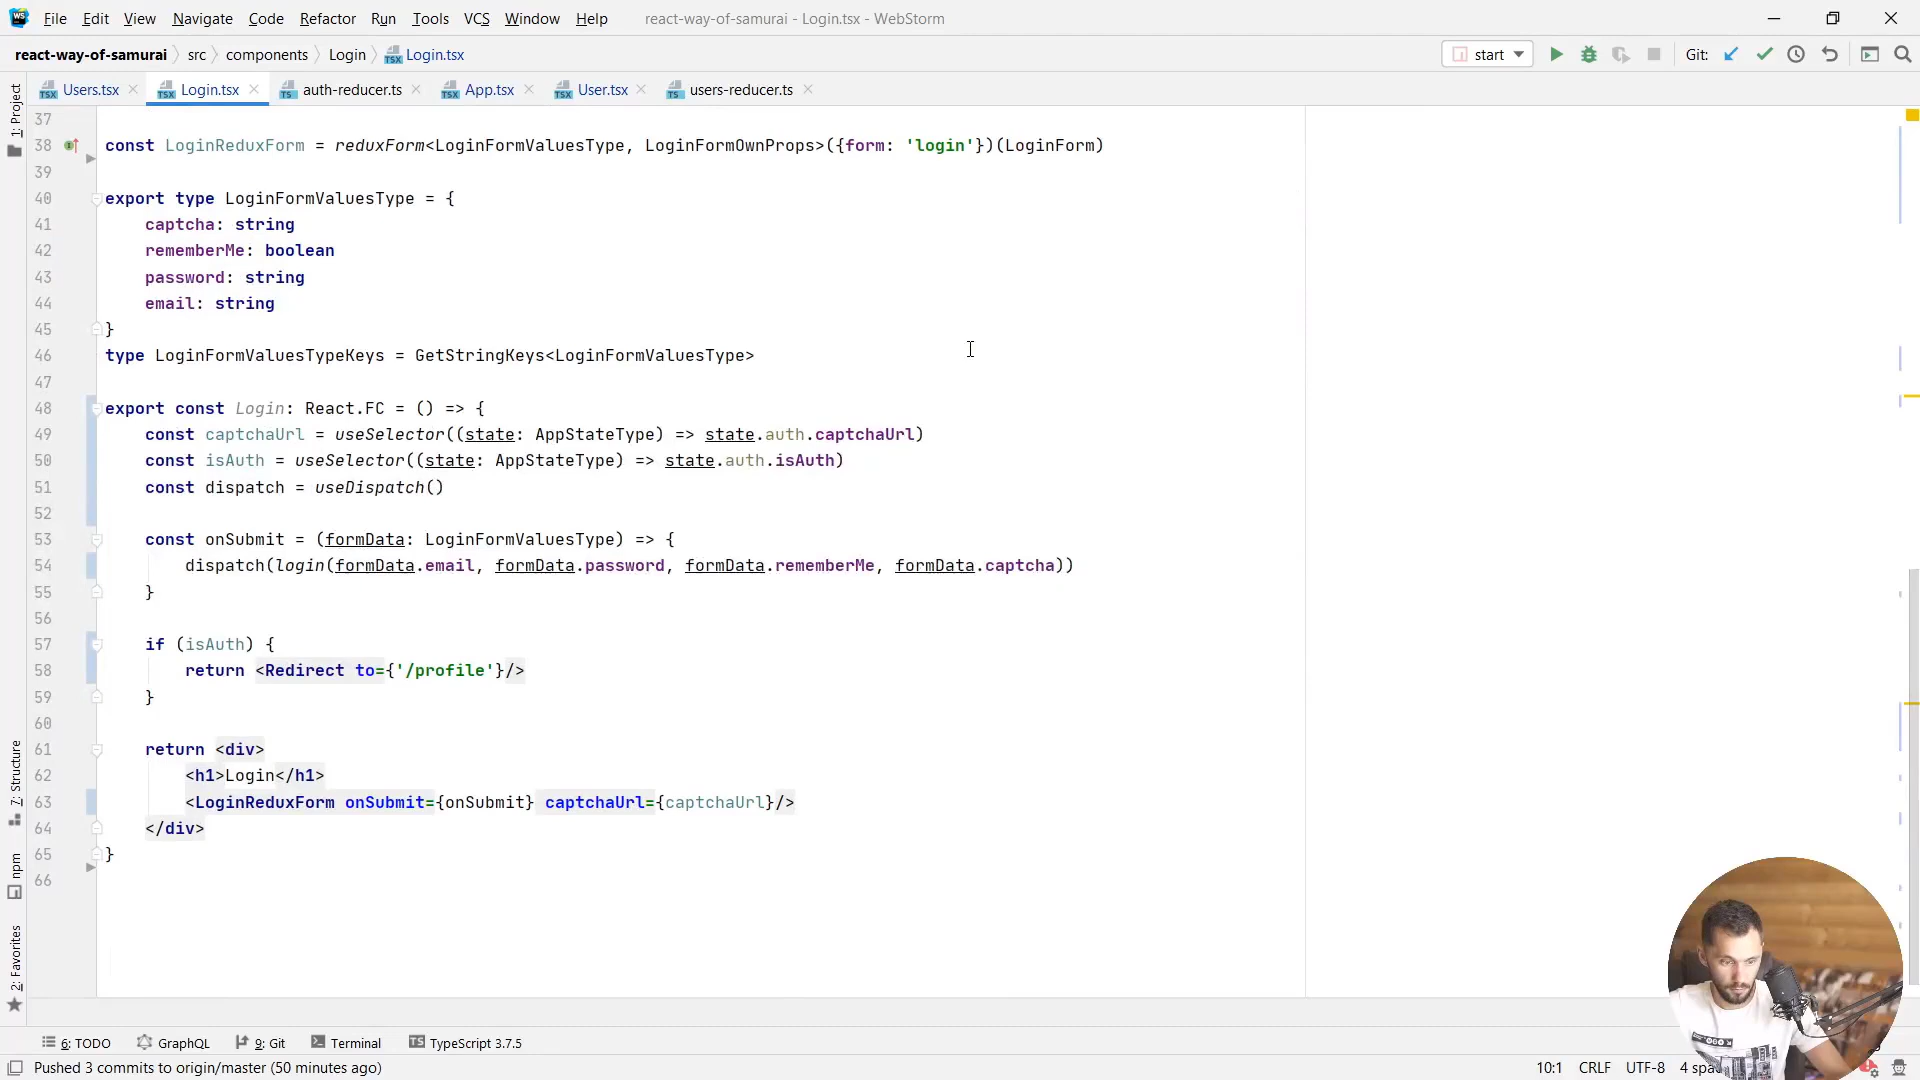 File Edit View Navigate Code Refactor Run Tools VCS Window Help react-way-of-samurai - Login.tsx - WebStorm
react-way-of-samurai src components Login Login.tsx start Git:
Users.tsx Login.tsx auth-reducer.ts App.tsx User.tsx users-reducer.ts
1: Project
7: Structure
npm
2: Favorites
37
38 const LoginReduxForm = reduxForm<LoginFormValuesType, LoginFormOwnProps>({form: 'login'})(LoginForm)
39
40 export type LoginFormValuesType = {
41 captcha: string
42 rememberMe: boolean
43 password: string
44 email: string
45 }
46 type LoginFormValuesTypeKeys = GetStringKeys<LoginFormValuesType>
47
48 export const Login: React.FC = () => {
49 const captchaUrl = useSelector((state: AppStateType) => state.auth.captchaUrl)
50 const isAuth = useSelector((state: AppStateType) => state.auth.isAuth)
51 const dispatch = useDispatch()
52
53 const onSubmit = (formData: LoginFormValuesType) => {
54 dispatch(login(formData.email, formData.password, formData.rememberMe, formData.captcha))
55 }
56
57 if (isAuth) {
58 return <Redirect to={'/profile'}/>
59 }
60
61 return <div>
62 <h1>Login</h1>
63 <LoginReduxForm onSubmit={onSubmit} captchaUrl={captchaUrl}/>
64 </div>
65 }
66
6: TODO GraphQL 9: Git Terminal TypeScript 3.7.5
Pushed 3 commits to origin/master (50 minutes ago) 10:1 CRLF UTF-8 4